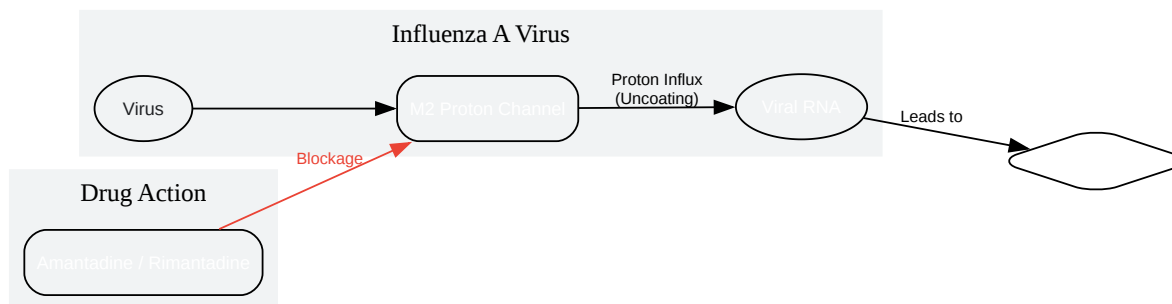 Influenza A Virus
Virus
M2 Proton Channel
Proton Influx
(Uncoating)
Viral RNA
Leads to
Blockage
Drug Action
Amantadine / Rimantadine